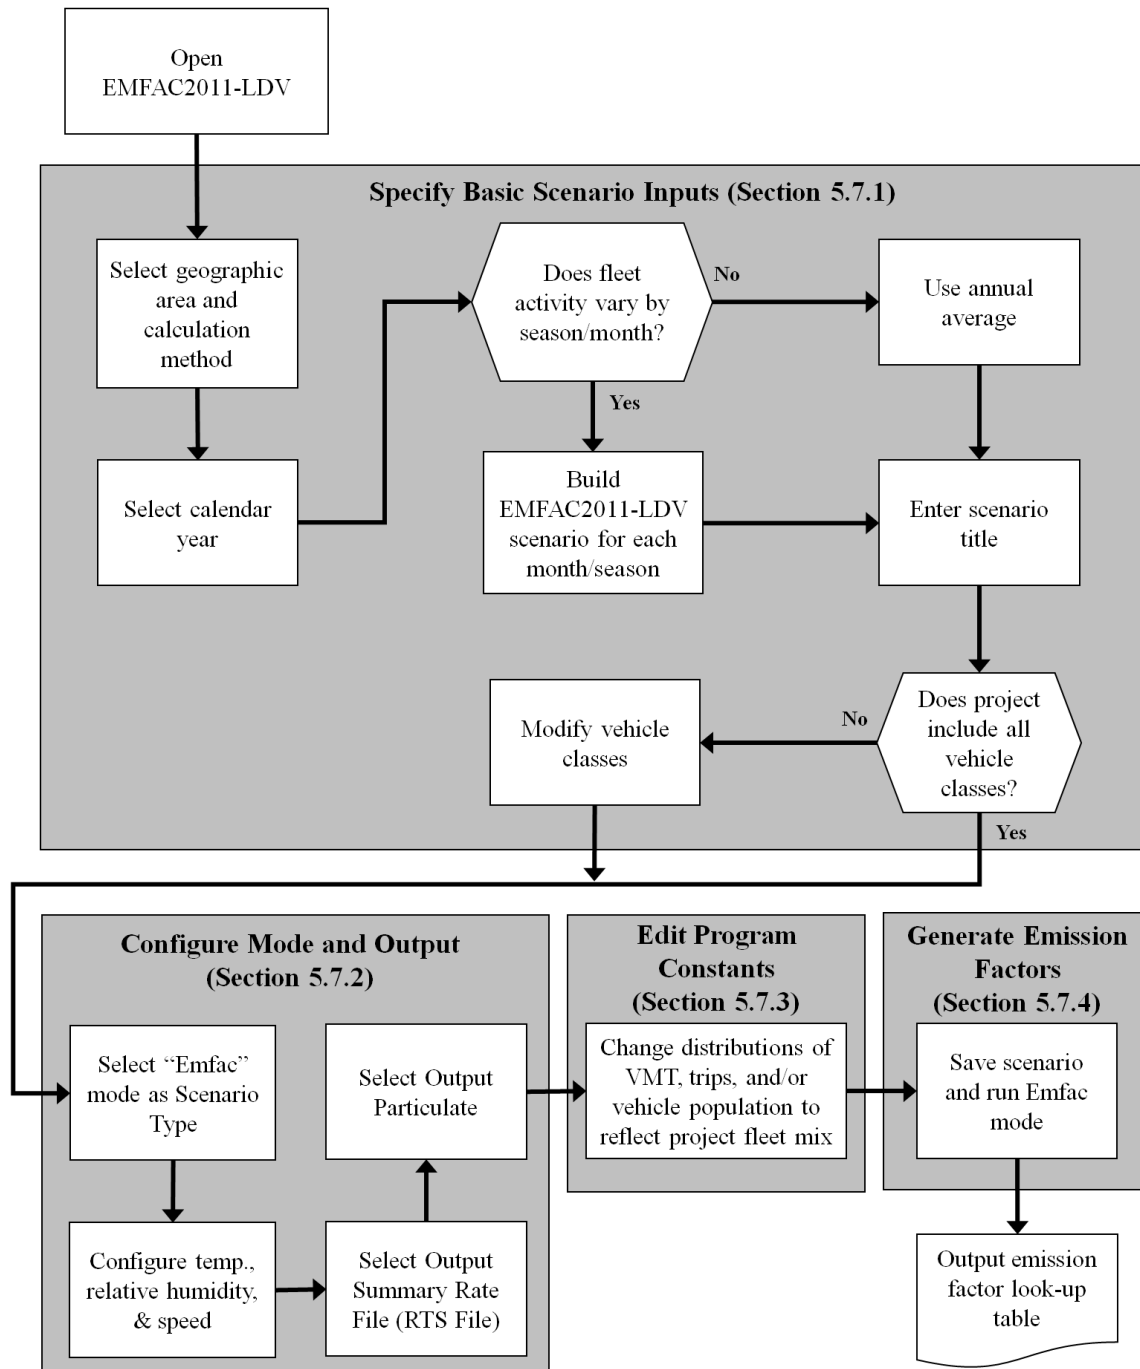 Open
EMFAC2011-LDV
Specify Basic Scenario Inputs (Section 5.7.1)
Select geographic
area and
calculation
method
Does fleet
activity vary by
season/month?
No
Use annual
average
Yes
Select calendar
year
Build
EMFAC2011-LDV
scenario for each
month/season
Enter scenario
title
Does project
include all
vehicle
classes?
No
Modify vehicle
classes
Yes
Configure Mode and Output
(Section 5.7.2)
Select “Emfac”
mode as Scenario
Type
Configure temp.,
relative humidity,
& speed
Select Output
Summary Rate
File (RTS File)
Select Output
Particulate
Edit Program
Constants
(Section 5.7.3)
Change distributions of
VMT, trips, and/or
vehicle population to
reflect project fleet mix
Generate Emission
Factors
(Section 5.7.4)
Save scenario
and run Emfac
mode
Output emission
factor look-up
table